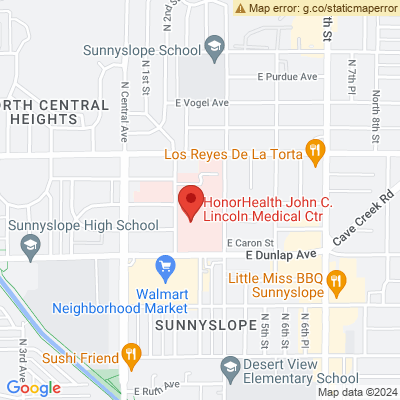 Map error: g.co/staticmaperror
Sunnyslope School
N 2nd St
N 1st St
E Purdue Ave
7th St
N 7th Pl
North 8th St
E Vogel Ave
NORTH CENTRAL
HEIGHTS
N Central Ave
Los Reyes De La Torta
HonorHealth John C.
Lincoln Medical Ctr
Cave Creek Rd
Sunnyslope High School
E Caron St
E Dunlap Ave
Walmart
Neighborhood Market
Little Miss BBQ
Sunnyslope
SUNNYSLOPE
N 5th St
N 6th St
N 6th Pl
N 3rd Ave
Sushi Friend
Desert View
Elementary School
E Ruth Ave
Google
Map data ©2024